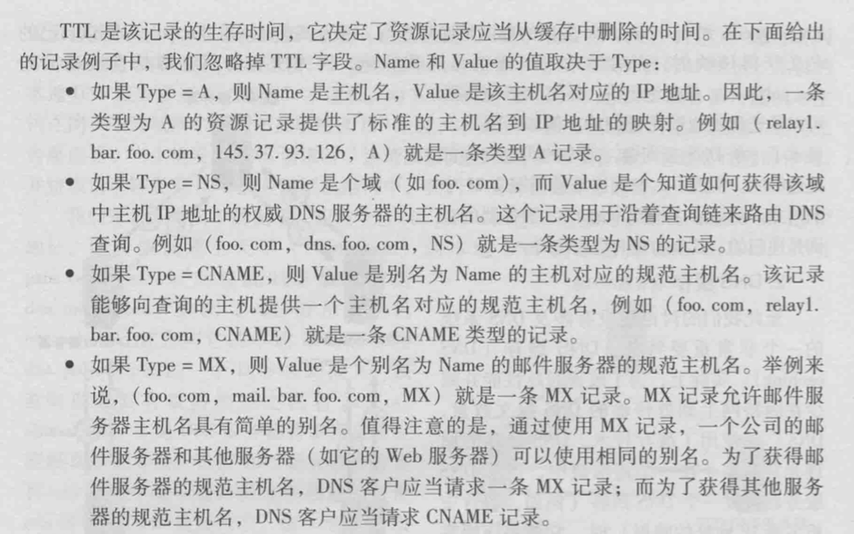 TTL 是该记录的生存时间，它决定了资源记录应当从缓存中删除的时间。在下面给出
的记录例子中，我们忽略掉 TTL 字段。Name 和 Value 的值取决于 Type：
● 如果 Type = A，则 Name 是主机名，Value 是该主机名对应的 IP 地址。因此，一条
类型为 A 的资源记录提供了标准的主机名到 IP 地址的映射。例如（relay1.
bar. foo. com，145. 37. 93. 126，A）就是一条类型 A 记录。
● 如果 Type = NS，则 Name 是个域（如 foo. com），而 Value 是个知道如何获得该域
中主机 IP 地址的权威 DNS 服务器的主机名。这个记录用于沿着查询链来路由 DNS
查询。例如（foo. com，dns. foo. com，NS）就是一条类型为 NS 的记录。
● 如果 Type = CNAME，则 Value 是别名为 Name 的主机对应的规范主机名。该记录
能够向查询的主机提供一个主机名对应的规范主机名，例如（foo. com，relay1.
bar. foo. com，CNAME）就是一条 CNAME 类型的记录。
● 如果 Type = MX，则 Value 是个别名为 Name 的邮件服务器的规范主机名。举例来
说，（foo. com，mail. bar. foo. com，MX）就是一条 MX 记录。MX 记录允许邮件服
务器主机名具有简单的别名。值得注意的是，通过使用 MX 记录，一个公司的邮
件服务器和其他服务器（如它的 Web 服务器）可以使用相同的别名。为了获得邮
件服务器的规范主机名，DNS 客户应当请求一条 MX 记录；而为了获得其他服务
器的规范主机名，DNS 客户应当请求 CNAME 记录。